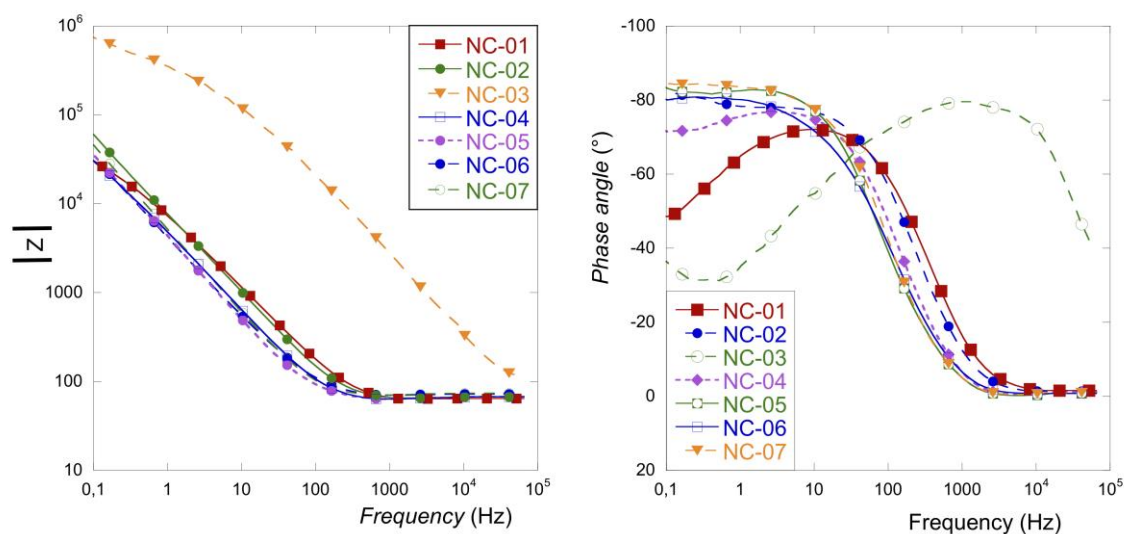 10^6
10^5
10^4
1000
100
10
|z|
0,1 1 10 100 1000 10^4 10^5
Frequency (Hz)
NC-01
NC-02
NC-03
NC-04
NC-05
NC-06
NC-07
-100
-80
-60
-40
-20
0
20
Phase angle (°)
0,1 1 10 100 1000 10^4 10^5
Frequency (Hz)
NC-01
NC-02
NC-03
NC-04
NC-05
NC-06
NC-07